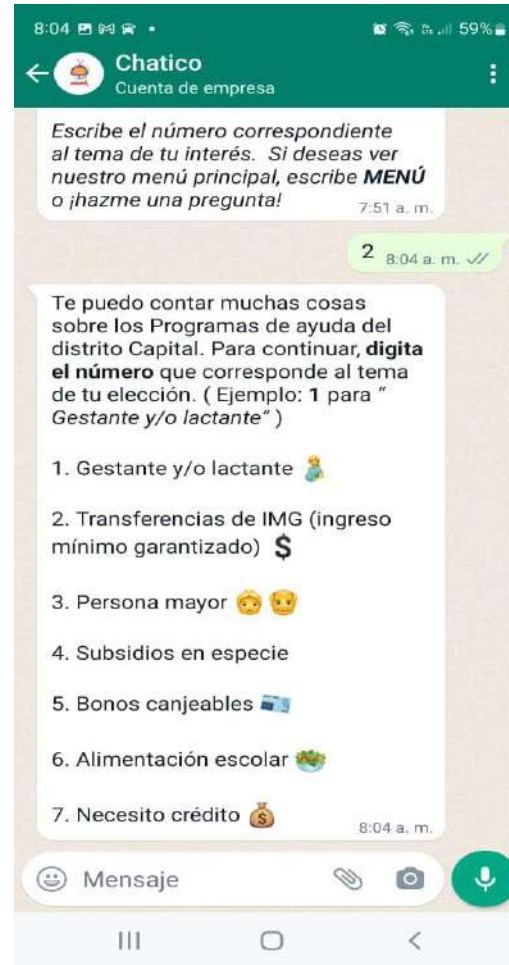 8:04
59%
Chatico
Cuenta de empresa
Escribe el número correspondiente
al tema de tu interés. Si deseas ver
nuestro menú principal, escribe MENÚ
o ¡hazme una pregunta!
7:51 a. m.
2 8:04 a. m.
Te puedo contar muchas cosas
sobre los Programas de ayuda del
distrito Capital. Para continuar, digita
el número que corresponde al tema
de tu elección. ( Ejemplo: 1 para “
Gestante y/o lactante” )
1. Gestante y/o lactante
2. Transferencias de IMG (ingreso
mínimo garantizado) $
3. Persona mayor
4. Subsidios en especie
5. Bonos canjeables
6. Alimentación escolar
7. Necesito crédito
8:04 a. m.
Mensaje